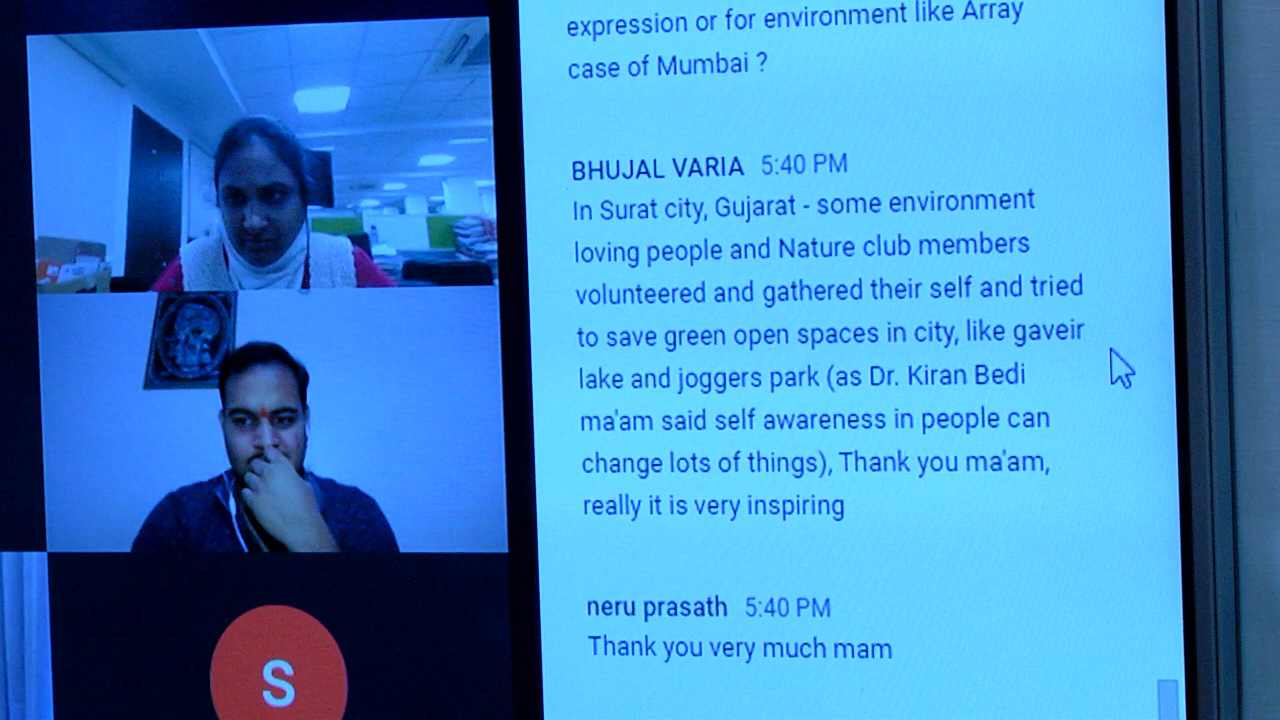 expression or for environment like Array
case of Mumbai ?
BHUJAL VARIA 5:40 PM
In Surat city, Gujarat - some environment
loving people and Nature club members
volunteered and gathered their self and tried
to save green open spaces in city, like gaveir
lake and joggers park (as Dr. Kiran Bedi
ma'am said self awareness in people can
change lots of things), Thank you ma'am,
really it is very inspiring
neru prasath 5:40 PM
Thank you very much mam
S